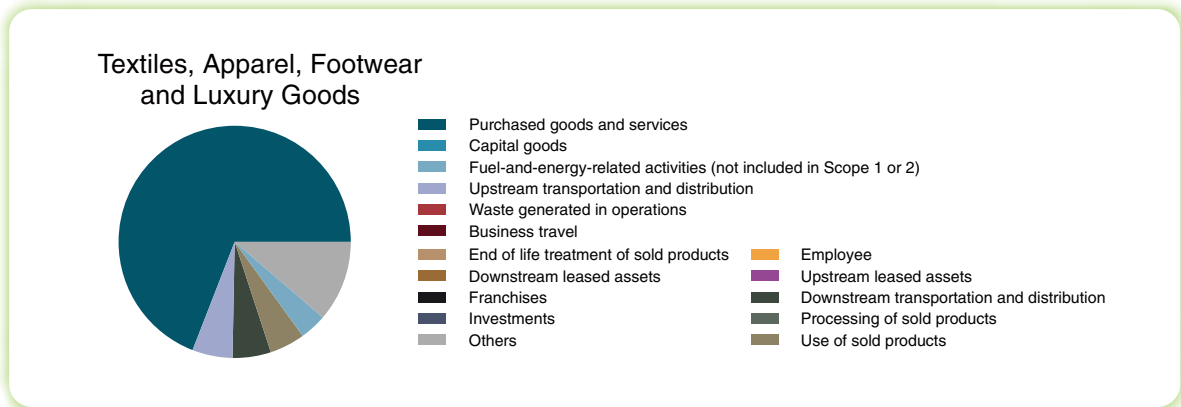 Textiles, Apparel, Footwear
and Luxury Goods
Purchased goods and services
Capital goods
Fuel-and-energy-related activities (not included in Scope 1 or 2)
Upstream transportation and distribution
Waste generated in operations
Business travel
End of life treatment of sold products
Downstream leased assets
Franchises
Investments
Others
Employee
Upstream leased assets
Downstream transportation and distribution
Processing of sold products
Use of sold products